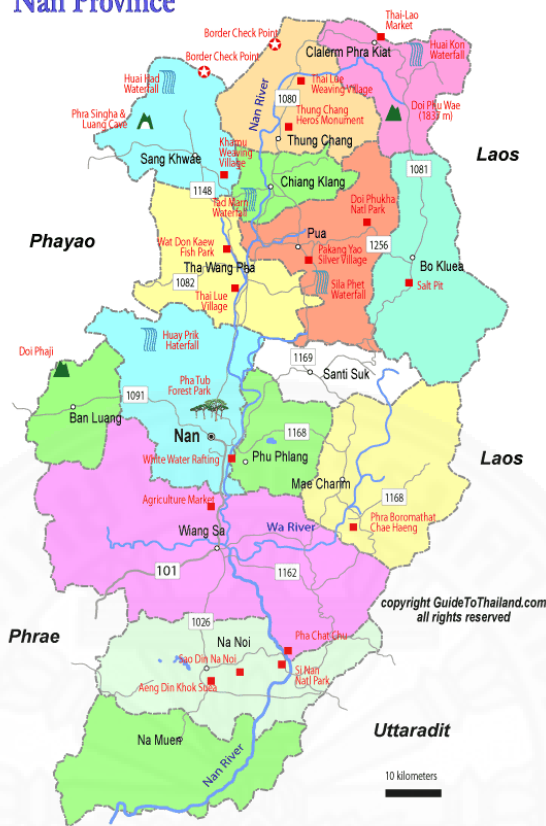 Nan Province
Thai-Lao
Market
Border Check Point
Clalerm Phra Kiat
Huai Kon
Waterfall
Border Check Point
Huai Had
Waterfall
Nan River
Thai Lue
Weaving Village
1080
Doi Phu Wae
(1837 m)
Phra Singha &
Luang Cave
Thung Chang
Heros Monument
Thung Chang
Khamu
Weaving
Village
Sang Khwae
Laos
1081
Chiang Klang
1148
Tad Marn
Waterfall
Doi Phukha
Natl Park
Phayao
Pua
Wat Don Kaew
Fish Park
1256
Pakang Yao
Silver Village
Bo Kluea
Tha Wang Pha
1082
Thai Lue
Village
Sila Phet
Waterfall
Salt Pit
Huay Prik
Haterfall
Doi Phaji
1169
Santi Suk
Pha Tub
Forest Park
1091
Ban Luang
Nan
1168
White Water Rafting
Phu Phlang
Laos
Mae Charim
1168
Agriculture Market
Phra Boromathat
Chae Haeng
Wa River
Wiang Sa
101
1162
copyright GuideToThailand.com
all rights reserved
1026
Phrae
Na Noi
Pha Chat Chu
Sao Din Na Noi
Si Nan
Natl Park
Aeng Din Khok Suea
Uttaradit
Na Muen
Nan River
10 kilometers